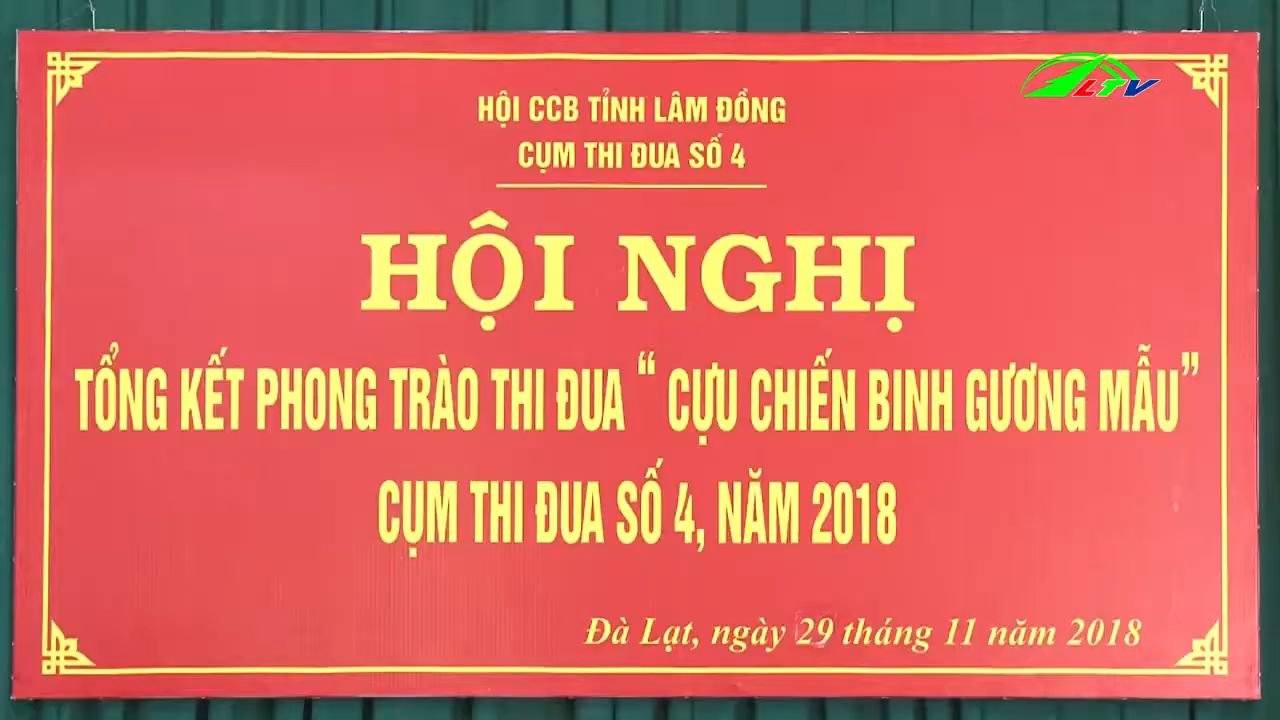 LTV
HỘI CCB TỈNH LÂM ĐỒNG
CỤM THI ĐUA SỐ 4
HỘI NGHỊ
TỔNG KẾT PHONG TRÀO THI ĐUA “ CỰU CHIẾN BINH GƯƠNG MẪU”
CỤM THI ĐUA SỐ 4, NĂM 2018
Đà Lạt, ngày 29 tháng 11 năm 2018